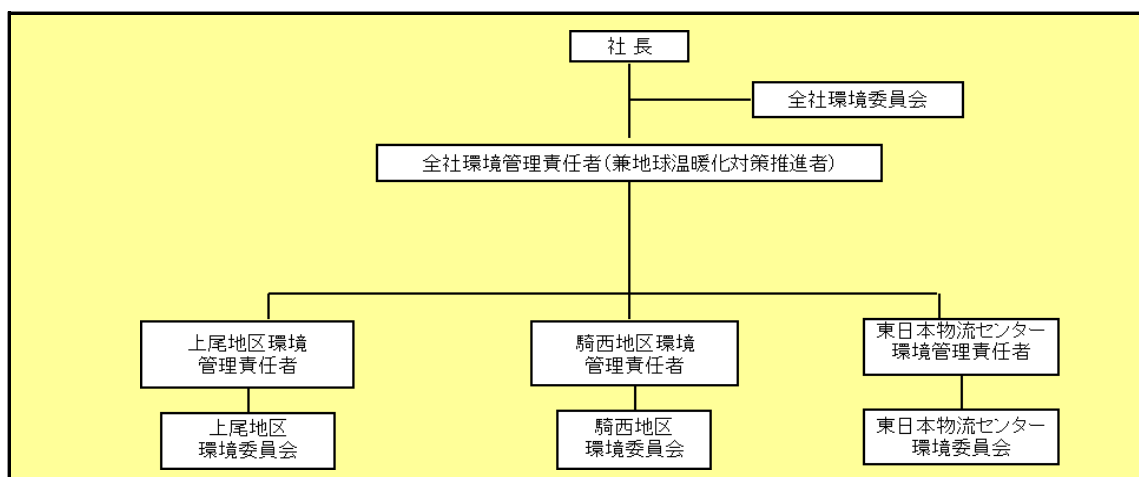 社 長
全社環境委員会
全社環境管理責任者(兼地球温暖化対策推進者)
上尾地区環境
管理責任者
騎西地区環境
管理責任者
東日本物流センター
環境管理責任者
上尾地区
環境委員会
騎西地区
環境委員会
東日本物流センター
環境委員会